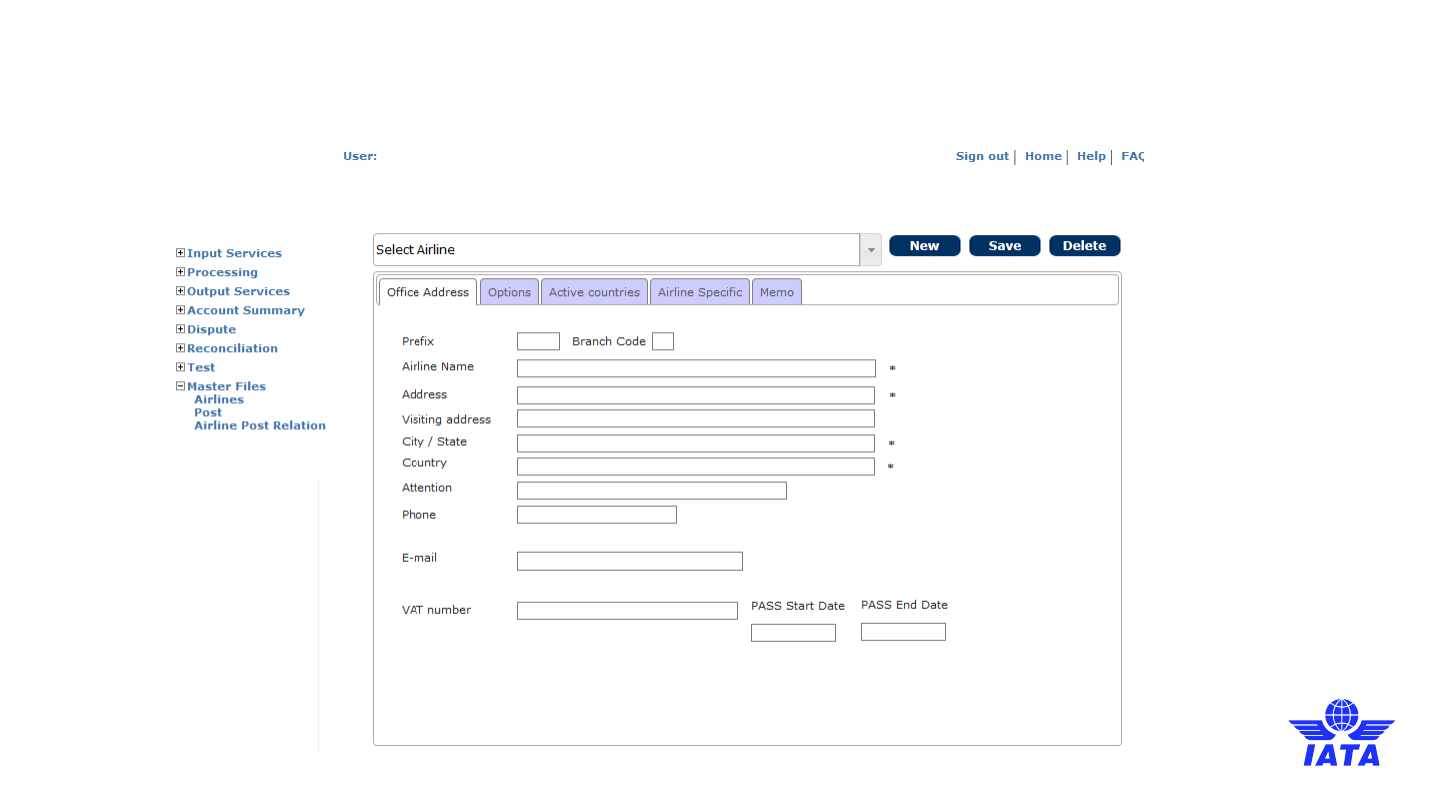 User:
Sign out | Home | Help | FAQ
Select Airline
New Save Delete
Input Services
Processing
Output Services
Account Summary
Dispute
Reconciliation
Test
Master Files
Airlines
Post
Airline Post Relation
Office Address Options Active countries Airline Specific Memo
Prefix Branch Code
Airline Name *
Address *
Visiting address
City / State *
Country *
Attention
Phone
E-mail
VAT number PASS Start Date PASS End Date
IATA